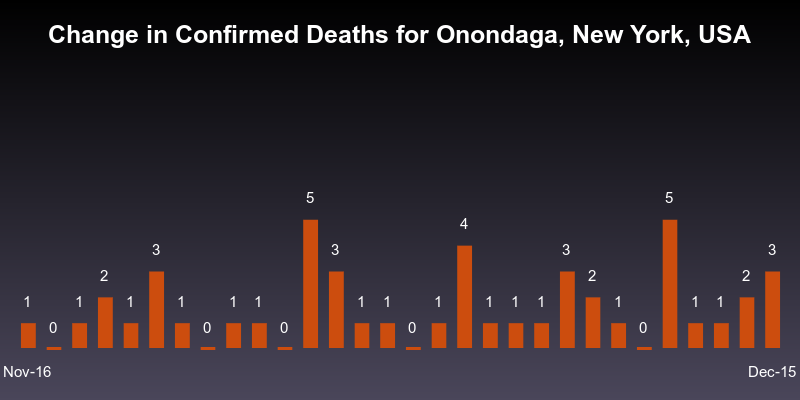 Change in Confirmed Deaths for Onondaga, New York, USA
1 0 1 2 1 3 1 0 1 1 0 5 3 1 1 0 1 4 1 1 1 3 2 1 0 5 1 1 2 3
Nov-16 Dec-15